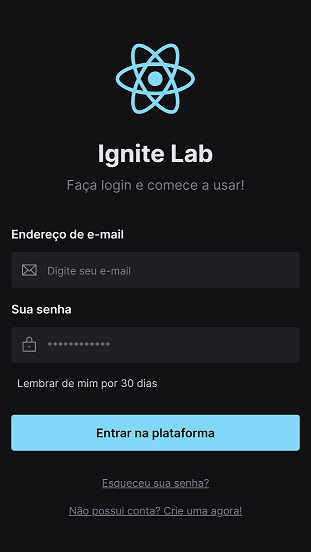 Ignite Lab
Faça login e comece a usar!
Endereço de e-mail
Digite seu e-mail
Sua senha
************
Lembrar de mim por 30 dias
Entrar na plataforma
Esqueceu sua senha?
Não possui conta? Crie uma agora!